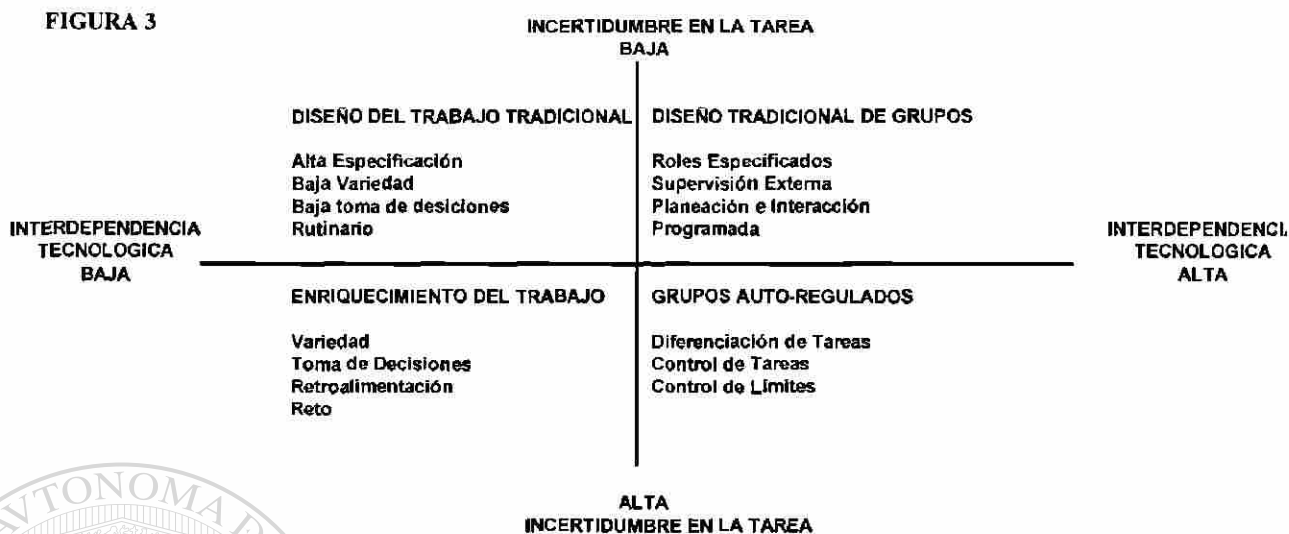 FIGURA 3
INCERTIDUMBRE EN LA TAREA
BAJA
DISEÑO DEL TRABAJO TRADICIONAL
Alta Especificación
Baja Variedad
Baja toma de desiciones
Rutinario
DISEÑO TRADICIONAL DE GRUPOS
Roles Especificados
Supervisión Externa
Planeación e Interacción
Programada
INTERDEPENDENCIA
TECNOLOGICA
BAJA
INTERDEPENDENCI
TECNOLOGICA
ALTA
ENRIQUECIMIENTO DEL TRABAJO
Variedad
Toma de Decisiones
Retroalimentación
Reto
GRUPOS AUTO-REGULADOS
Diferenciación de Tareas
Control de Tareas
Control de Límites
ALTA
INCERTIDUMBRE EN LA TAREA